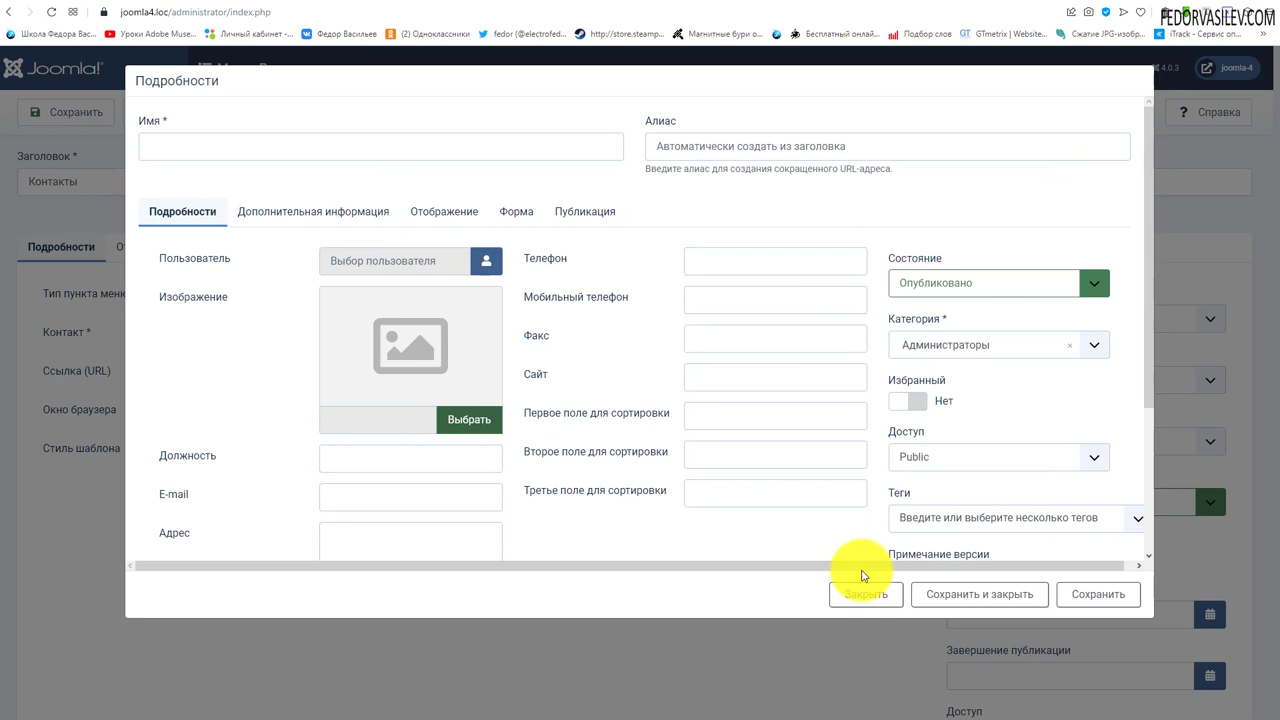 joomla4.loc/administrator/index.php
FEDORVASILEV.COM
Школа Федора Вас...
Уроки Adobe Muse...
Личный кабинет -...
Федор Васильев
(2) Одноклассники
fedor (@electrofed...
http://store.steamp...
Магнитные бури о...
Бесплатный онлай...
Подбор слов
GTmetrix | Website...
Сжатие JPG-изобр...
iTrack - Сервис оп...
Joomla!
4.0.3
joomla-4
Подробности
Сохранить
? Справка
Имя *
Алиас
Заголовок *
Автоматически создать из заголовка
Введите алиас для создания сокращенного URL-адреса.
Контакты
Подробности Дополнительная информация Отображение Форма Публикация
Подробности
Пользователь
Выбор пользователя
Телефон
Состояние
Опубликовано
Тип пункта меню
Изображение
Мобильный телефон
Категория *
Контакт *
Факс
Администраторы
Ссылка (URL)
Сайт
Избранный
Нет
Окно браузера
Выбрать
Первое поле для сортировки
Доступ
Стиль шаблона
Должность
Второе поле для сортировки
Public
E-mail
Третье поле для сортировки
Теги
Введите или выберите несколько тегов
Адрес
Примечание версии
Закрыть
Сохранить и закрыть
Сохранить
Завершение публикации
Доступ